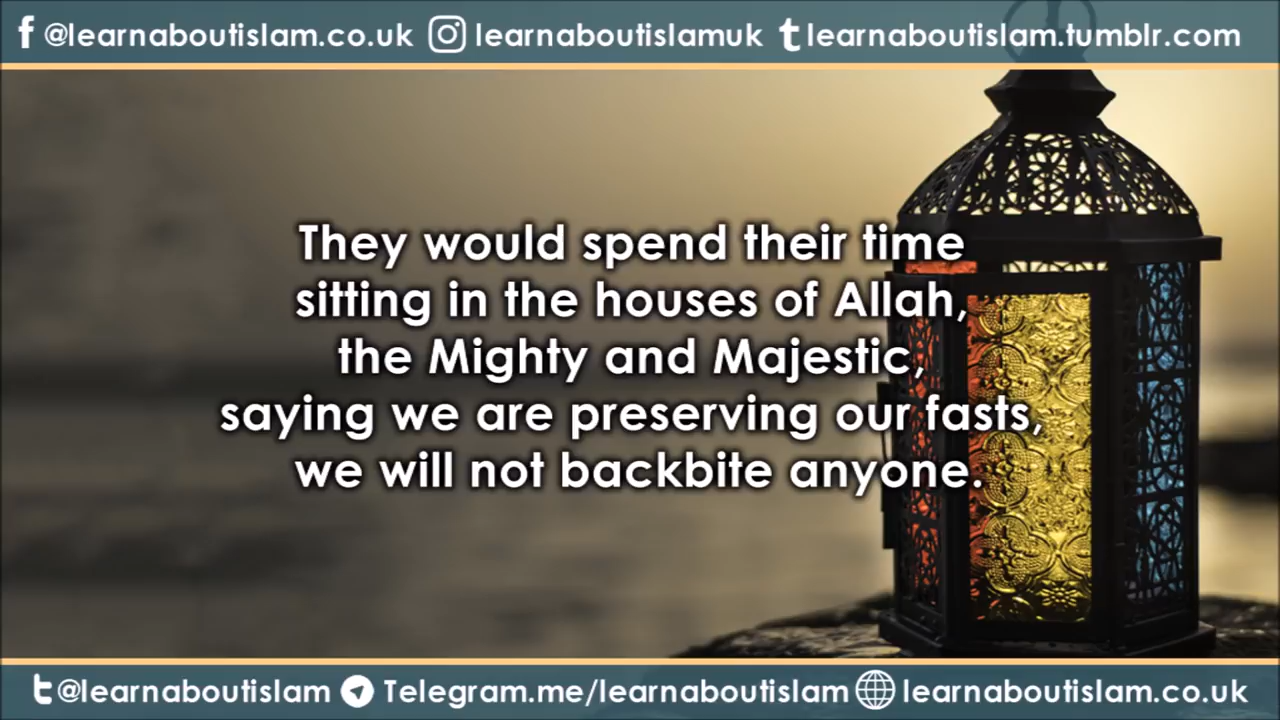 @learnaboutislam.co.uk learnaboutislamuk learnaboutislam.tumblr.com
They would spend their time
sitting in the houses of Allah,
the Mighty and Majestic,
saying we are preserving our fasts,
we will not backbite anyone.
@learnaboutislam Telegram.me/learnaboutislam learnaboutislam.co.uk